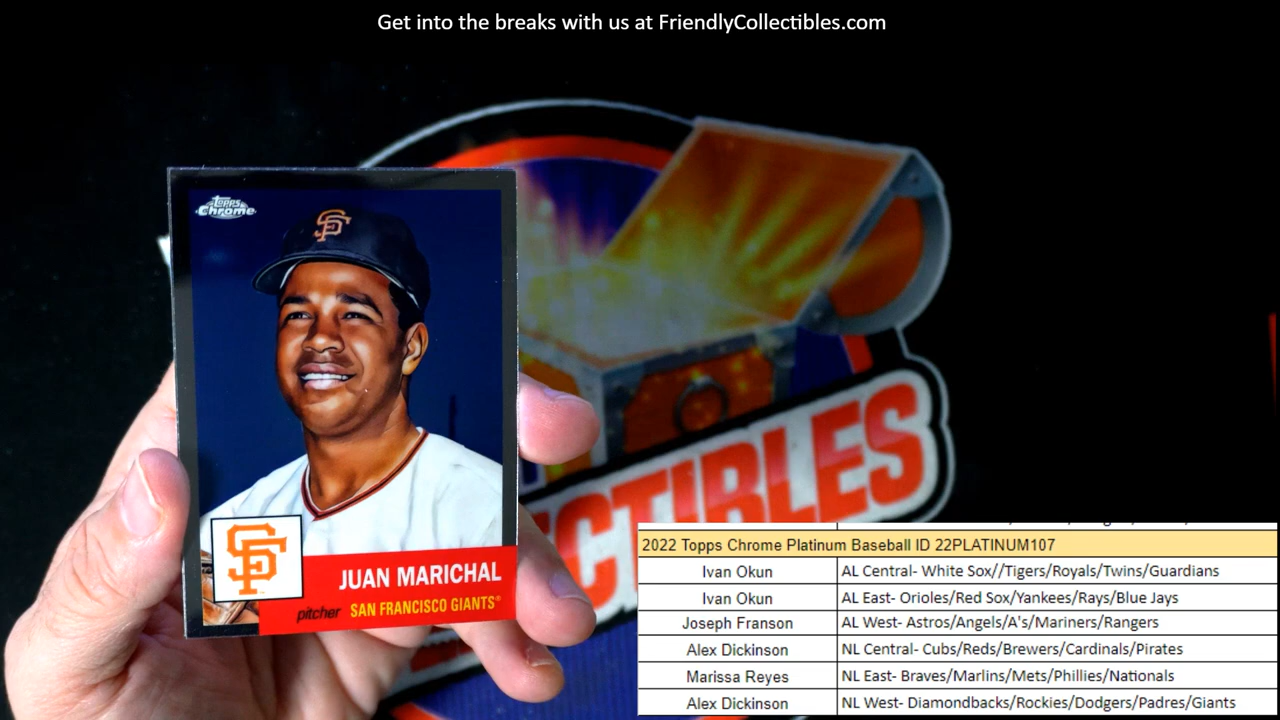 Get into the breaks with us at FriendlyCollectibles.com
Topps
Chrome
SF
SF
JUAN MARICHAL
pitcher SAN FRANCISCO GIANTS®
CTIBLES
2022 Topps Chrome Platinum Baseball ID 22PLATINUM107
Ivan Okun AL Central- White Sox//Tigers/Royals/Twins/Guardians
Ivan Okun AL East- Orioles/Red Sox/Yankees/Rays/Blue Jays
Joseph Franson AL West- Astros/Angels/A's/Mariners/Rangers
Alex Dickinson NL Central- Cubs/Reds/Brewers/Cardinals/Pirates
Marissa Reyes NL East- Braves/Marlins/Mets/Phillies/Nationals
Alex Dickinson NL West- Diamondbacks/Rockies/Dodgers/Padres/Giants